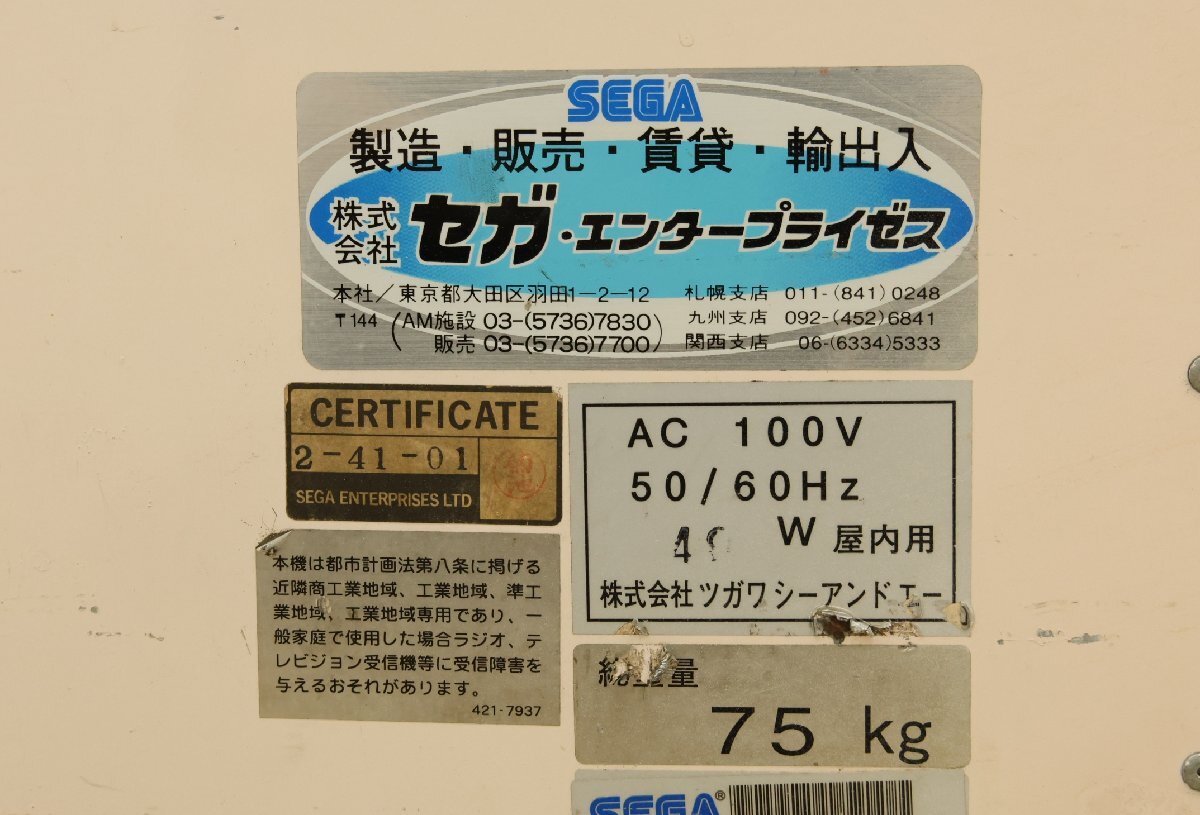 SEGA
製造・販売・賃貸・輸出入
株式会社 セガ・エンタープライゼス
本社/東京都大田区羽田1-2-12
〒144 (AM施設 03-(5736)7830
販売 03-(5736)7700)
札幌支店 011-(841)0248
九州支店 092-(452)6841
関西支店 06-(6334)5333
CERTIFICATE
2-41-01
SEGA ENTERPRISES LTD
AC 100V
50/60Hz
W 屋内用
株式会社ツガワシーアンドエー
本機は都市計画法第八条に掲げる
近隣商工業地域、工業地域、準工
業地域、工業地域専用であり、一
般家庭で使用した場合ラジオ、テ
レビジョン受信機等に受信障害を
与えるおそれがあります。
421-7937
総重量
75 kg
SEGA®